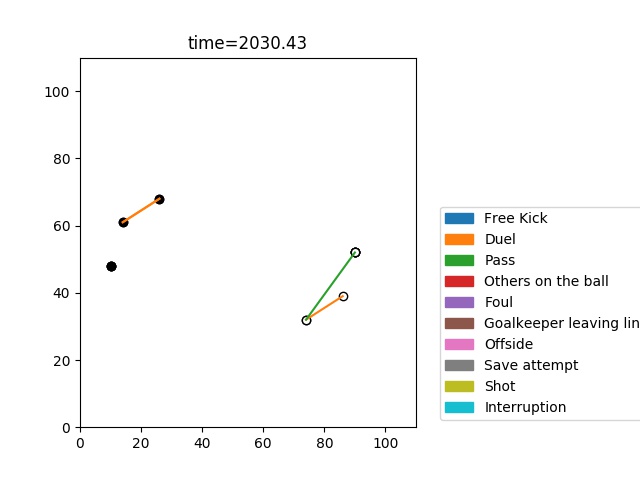 time=2030.43
100
80
60
40
20
0
0 20 40 60 80 100
Free Kick
Duel
Pass
Others on the ball
Foul
Goalkeeper leaving lin
Offside
Save attempt
Shot
Interruption